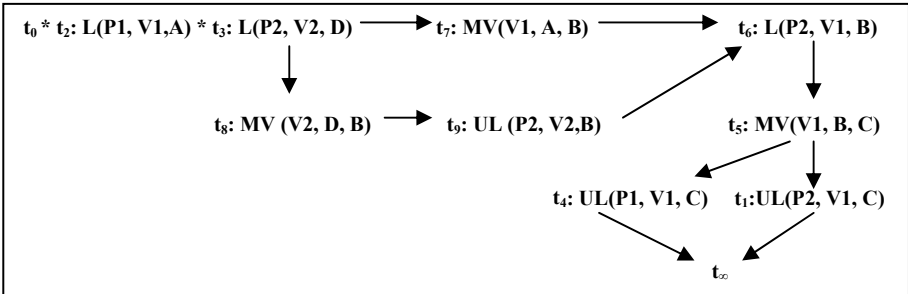 t₀ * t₂: L(P1, V1,A) * t₃: L(P2, V2, D) t₇: MV(V1, A, B) t₆: L(P2, V1, B)
t₈: MV (V2, D, B) t₉: UL (P2, V2,B) t₅: MV(V1, B, C)
t₄: UL(P1, V1, C) t₁:UL(P2, V1, C)
t∞